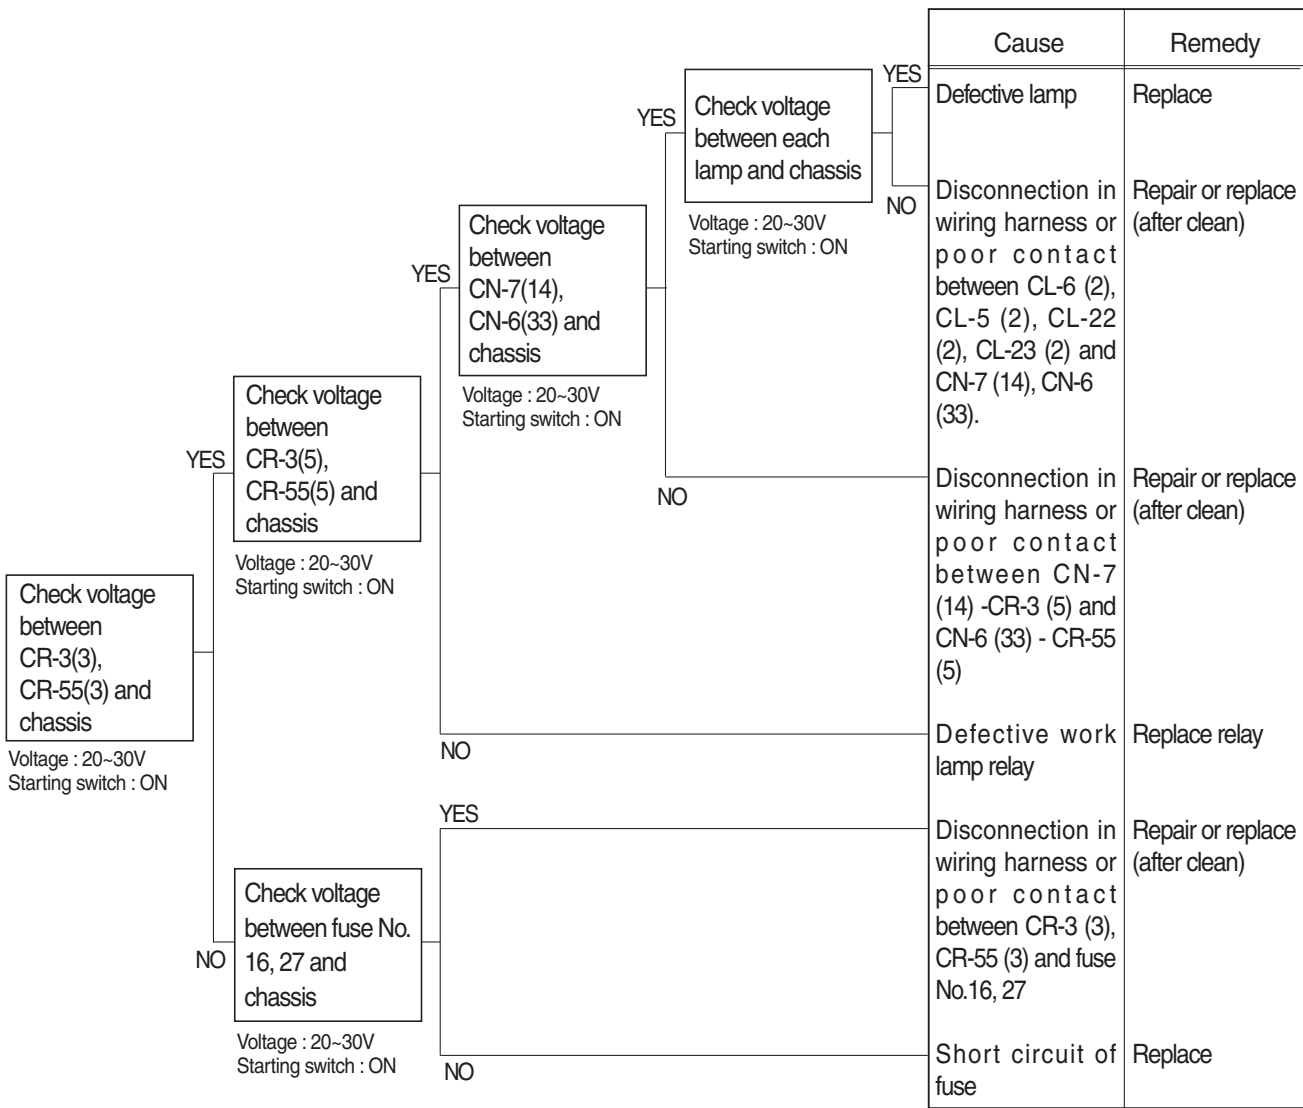 Cause
Remedy
YES
Defective lamp
Replace
YES
Check voltage
between each
lamp and chassis
NO
Voltage : 20~30V
Starting switch : ON
Disconnection in
wiring harness or
poor contact
between CL-6 (2),
CL-5 (2), CL-22
(2), CL-23 (2) and
CN-7 (14), CN-6
(33).
Repair or replace
(after clean)
YES
Check voltage
between
CN-7(14),
CN-6(33) and
chassis
Voltage : 20~30V
Starting switch : ON
NO
Disconnection in
wiring harness or
poor contact
between CN-7
(14) -CR-3 (5) and
CN-6 (33) - CR-55
(5)
Repair or replace
(after clean)
YES
Check voltage
between
CR-3(5),
CR-55(5) and
chassis
Voltage : 20~30V
Starting switch : ON
NO
Defective work
lamp relay
Replace relay
Check voltage
between
CR-3(3),
CR-55(3) and
chassis
Voltage : 20~30V
Starting switch : ON
NO
Check voltage
between fuse No.
16, 27 and
chassis
Voltage : 20~30V
Starting switch : ON
YES
Disconnection in
wiring harness or
poor contact
between CR-3 (3),
CR-55 (3) and fuse
No.16, 27
Repair or replace
(after clean)
NO
Short circuit of
fuse
Replace